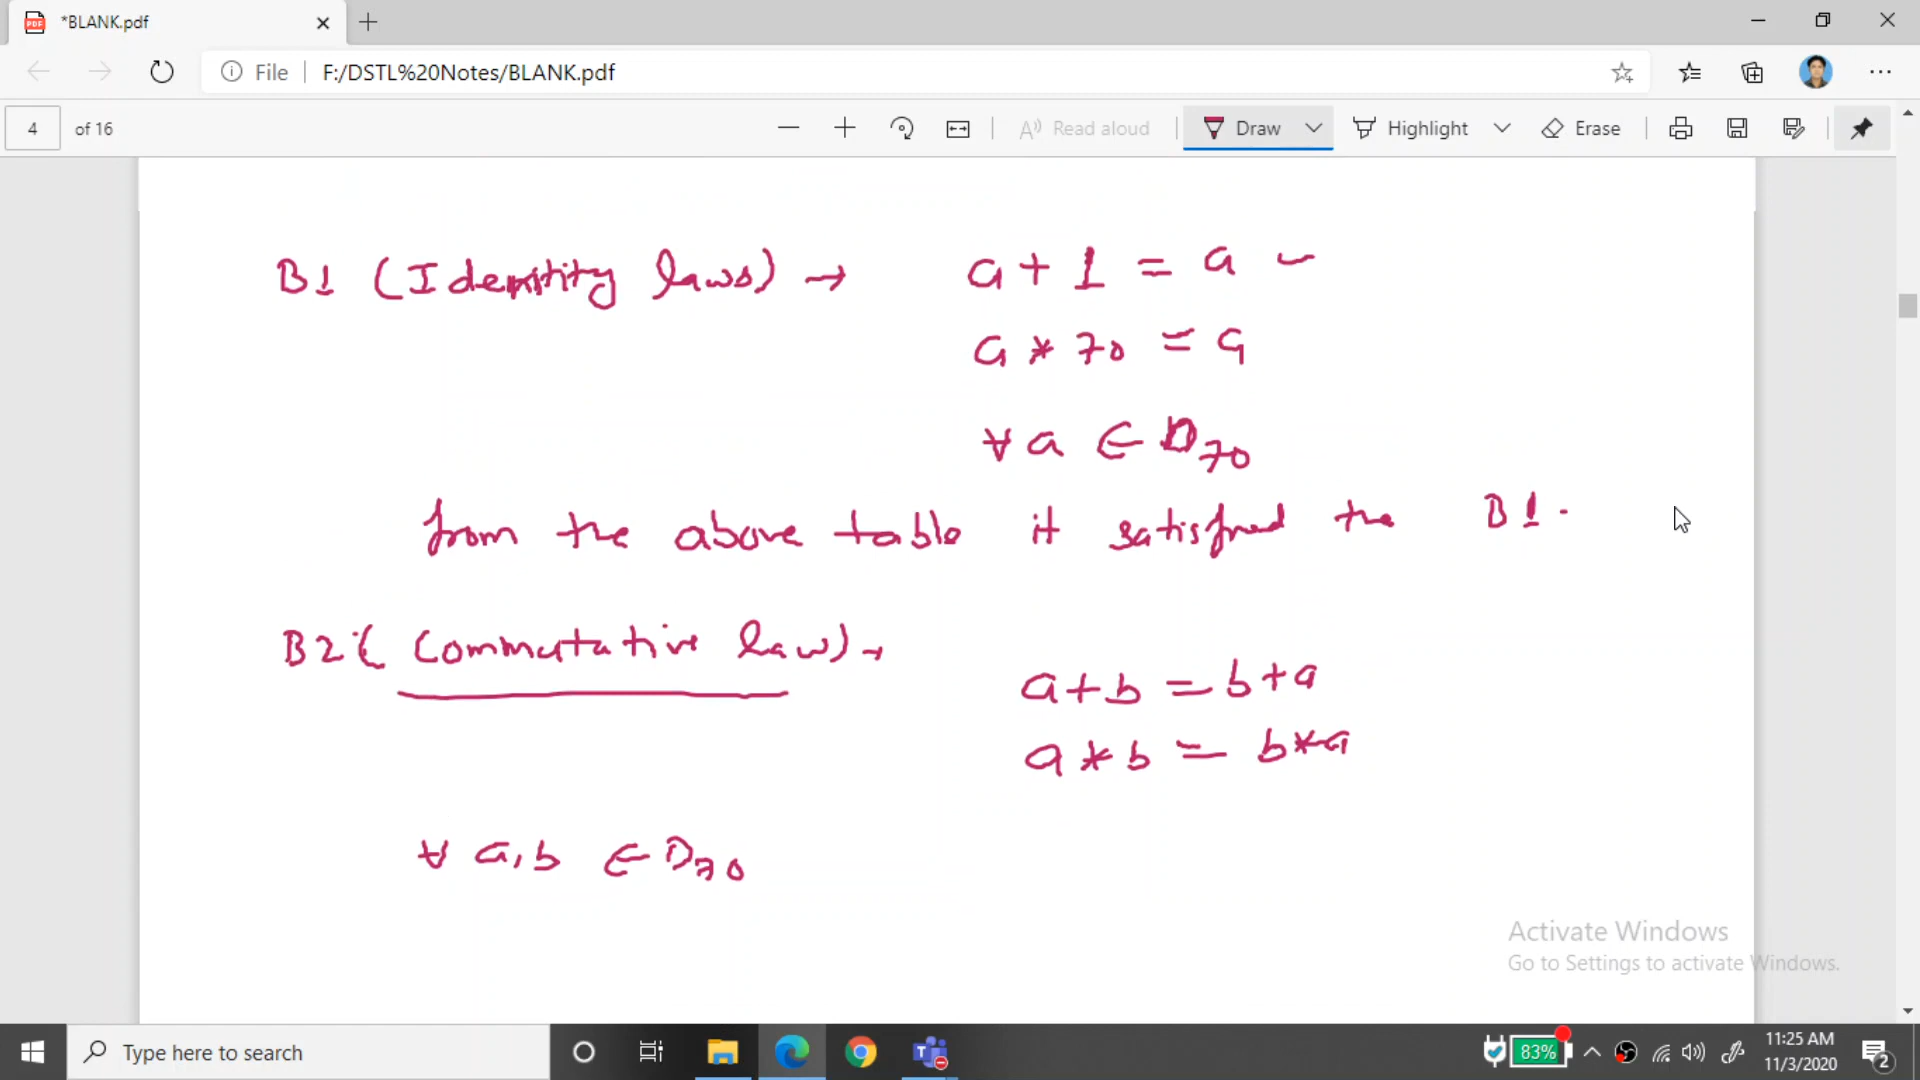 *BLANK.pdf
File F:/DSTL%20Notes/BLANK.pdf
4 of 16 Read aloud Draw Highlight Erase
B1 (Identity laws) → a + 1 = a
a * 70 = a
∀ a ∈ D70
from the above table it satisfied the B1.
B2 (Commutative law) →
a + b = b + a
a * b = b * a
∀ a, b ∈ D70
Activate Windows
Go to Settings to activate Windows.
Type here to search
83%
11:25 AM
11/3/2020
2